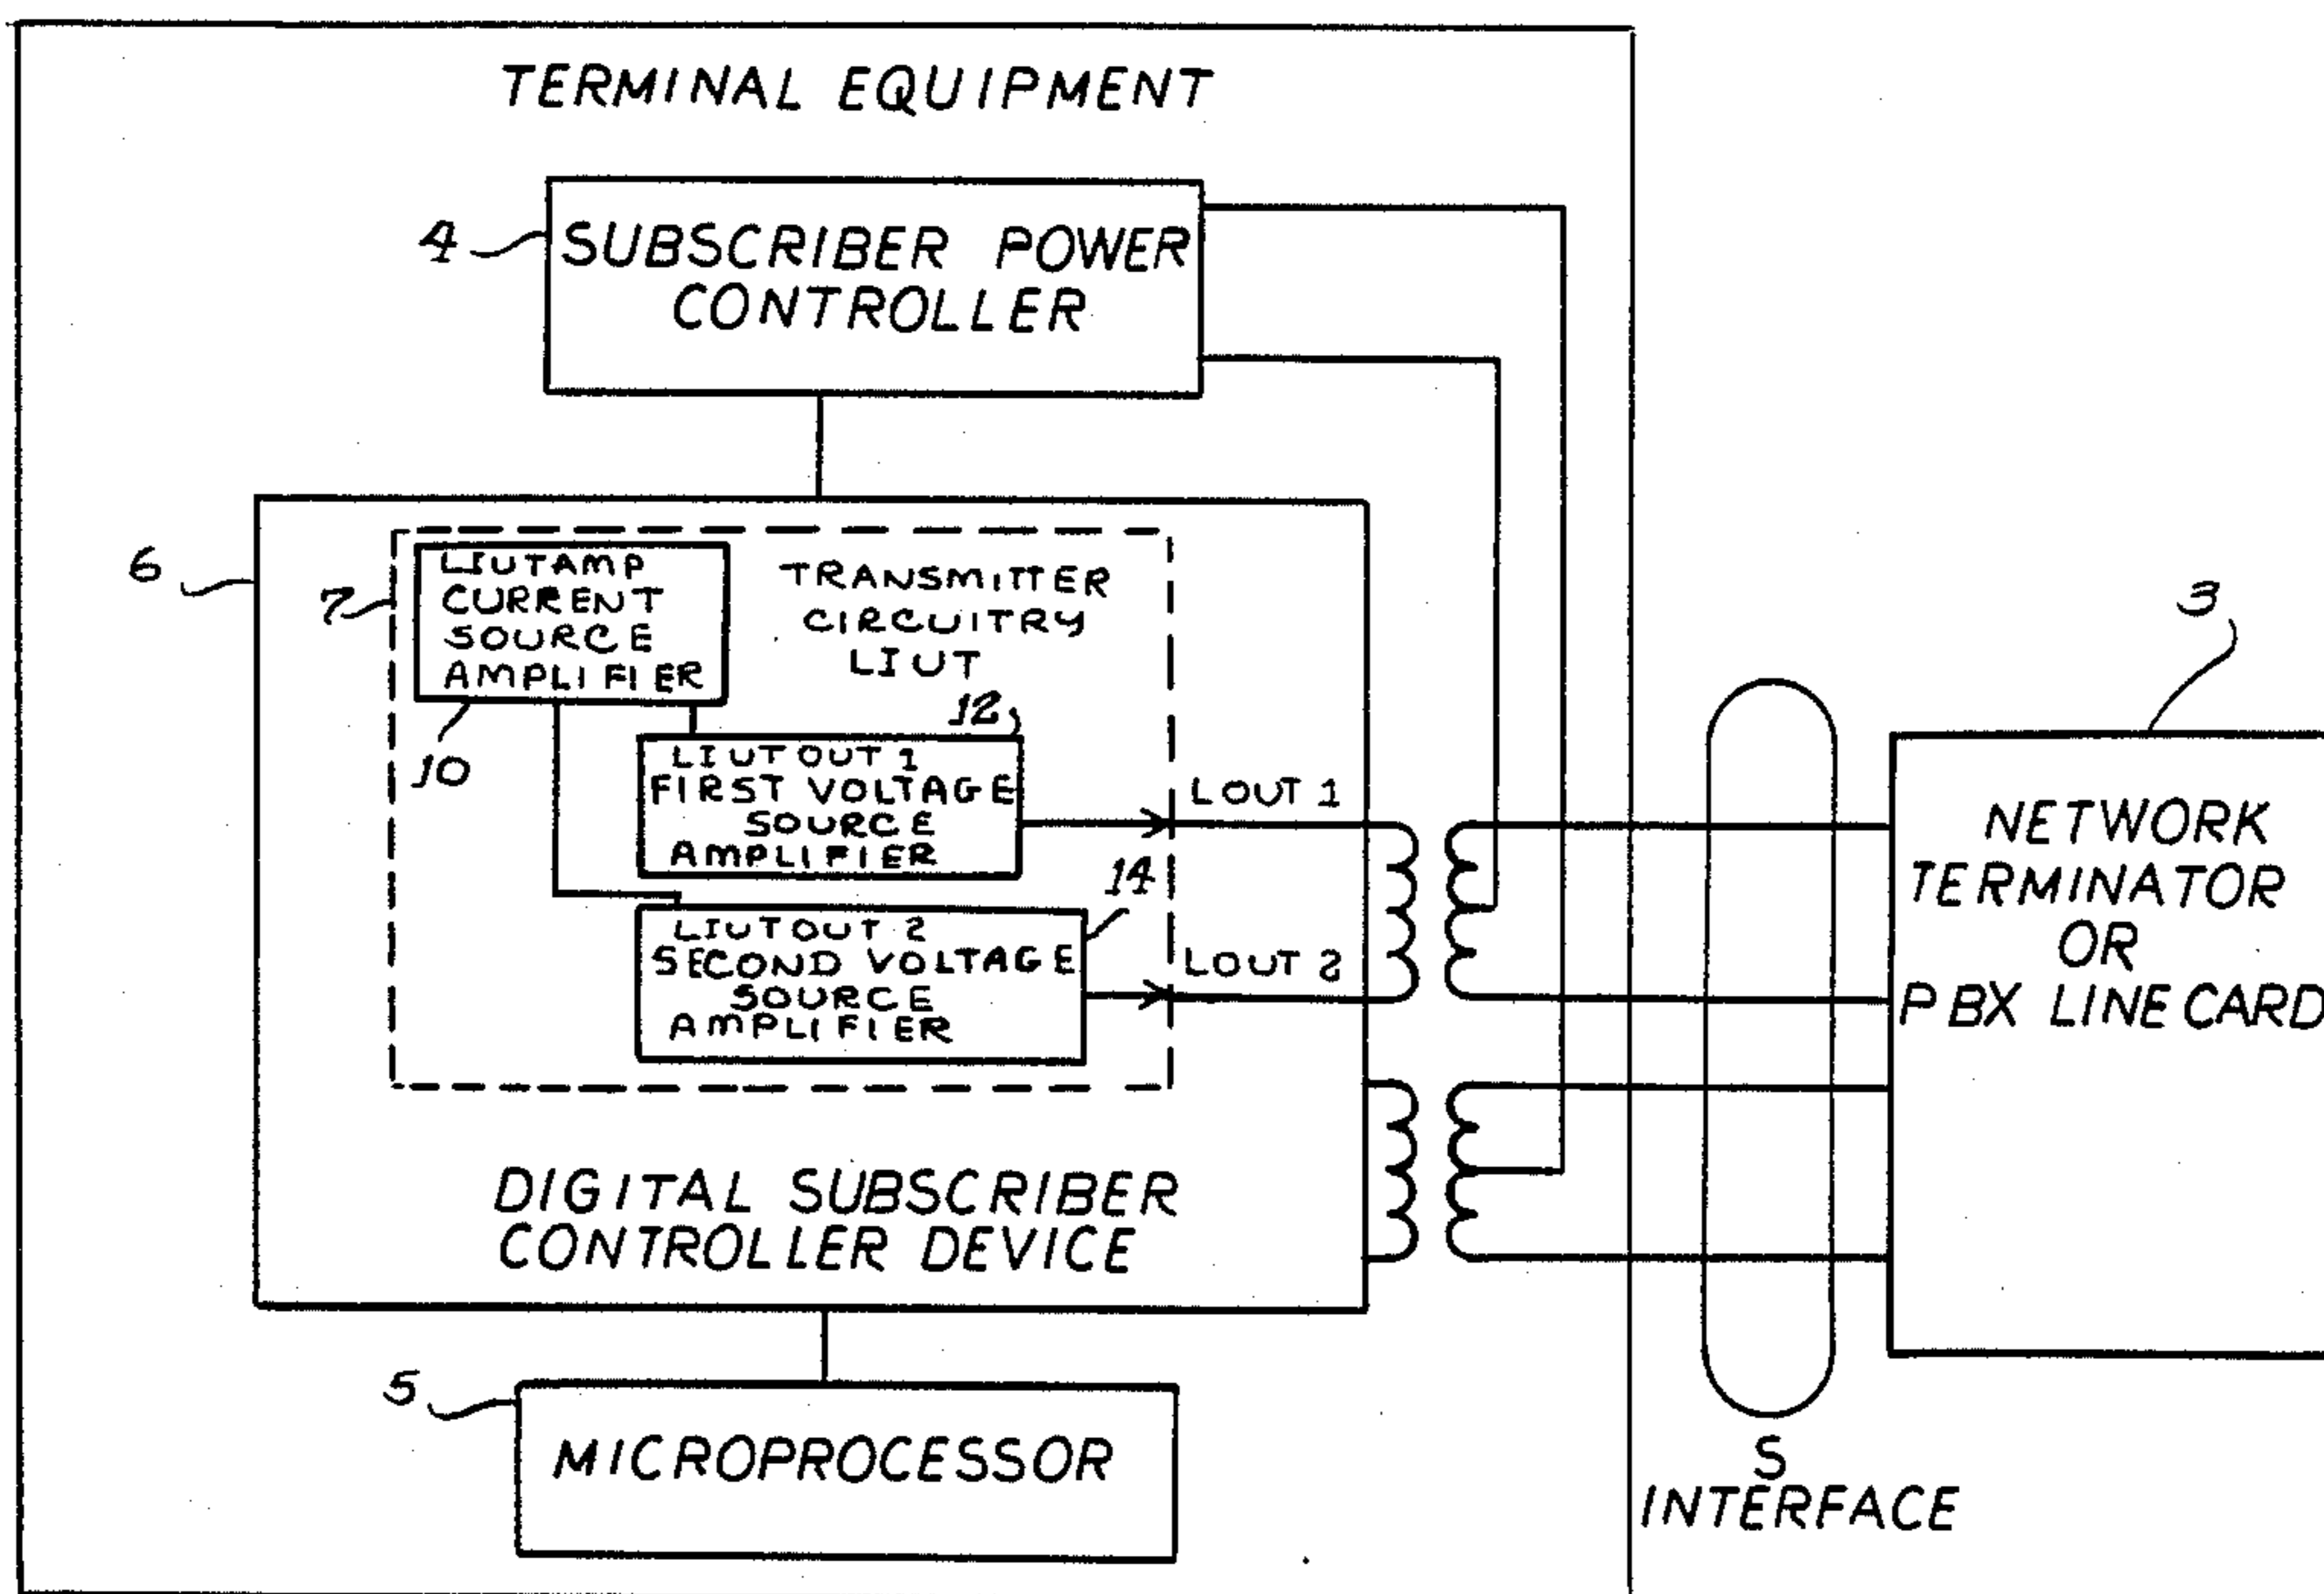 TERMINAL EQUIPMENT
4
SUBSCRIBER POWER
CONTROLLER
6
7
LIUTAMP
CURRENT
SOURCE
AMPLIFIER
TRANSMITTER
CIRCUITRY
LIUT
10
12
LIUTOUT 1
FIRST VOLTAGE
SOURCE
AMPLIFIER
LOUT 1
14
LIUTOUT 2
SECOND VOLTAGE
SOURCE
AMPLIFIER
LOUT 2
DIGITAL SUBSCRIBER
CONTROLLER DEVICE
5
MICROPROCESSOR
3
NETWORK
TERMINATOR
OR
PBX LINE CARD
S
INTERFACE